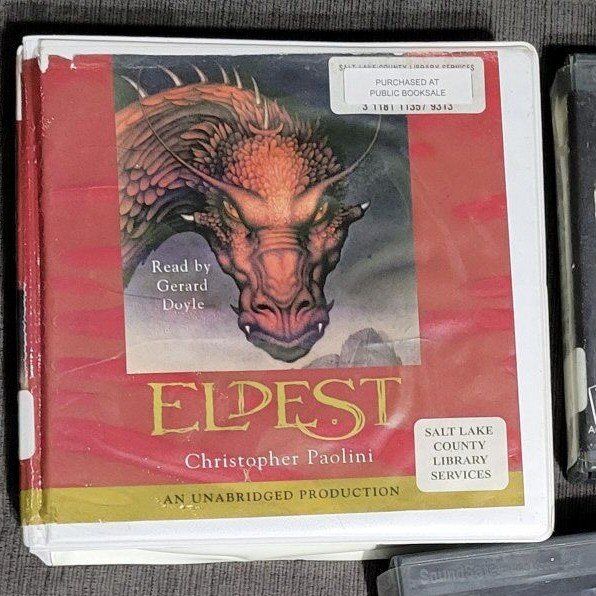 SALT LAKE COUNTY LIBRARY SERVICES
PURCHASED AT
PUBLIC BOOKSALE
3 1181 11357 9313
Read by
Gerard
Doyle
ELDEST
Christopher Paolini
SALT LAKE
COUNTY
LIBRARY
SERVICES
AN UNABRIDGED PRODUCTION